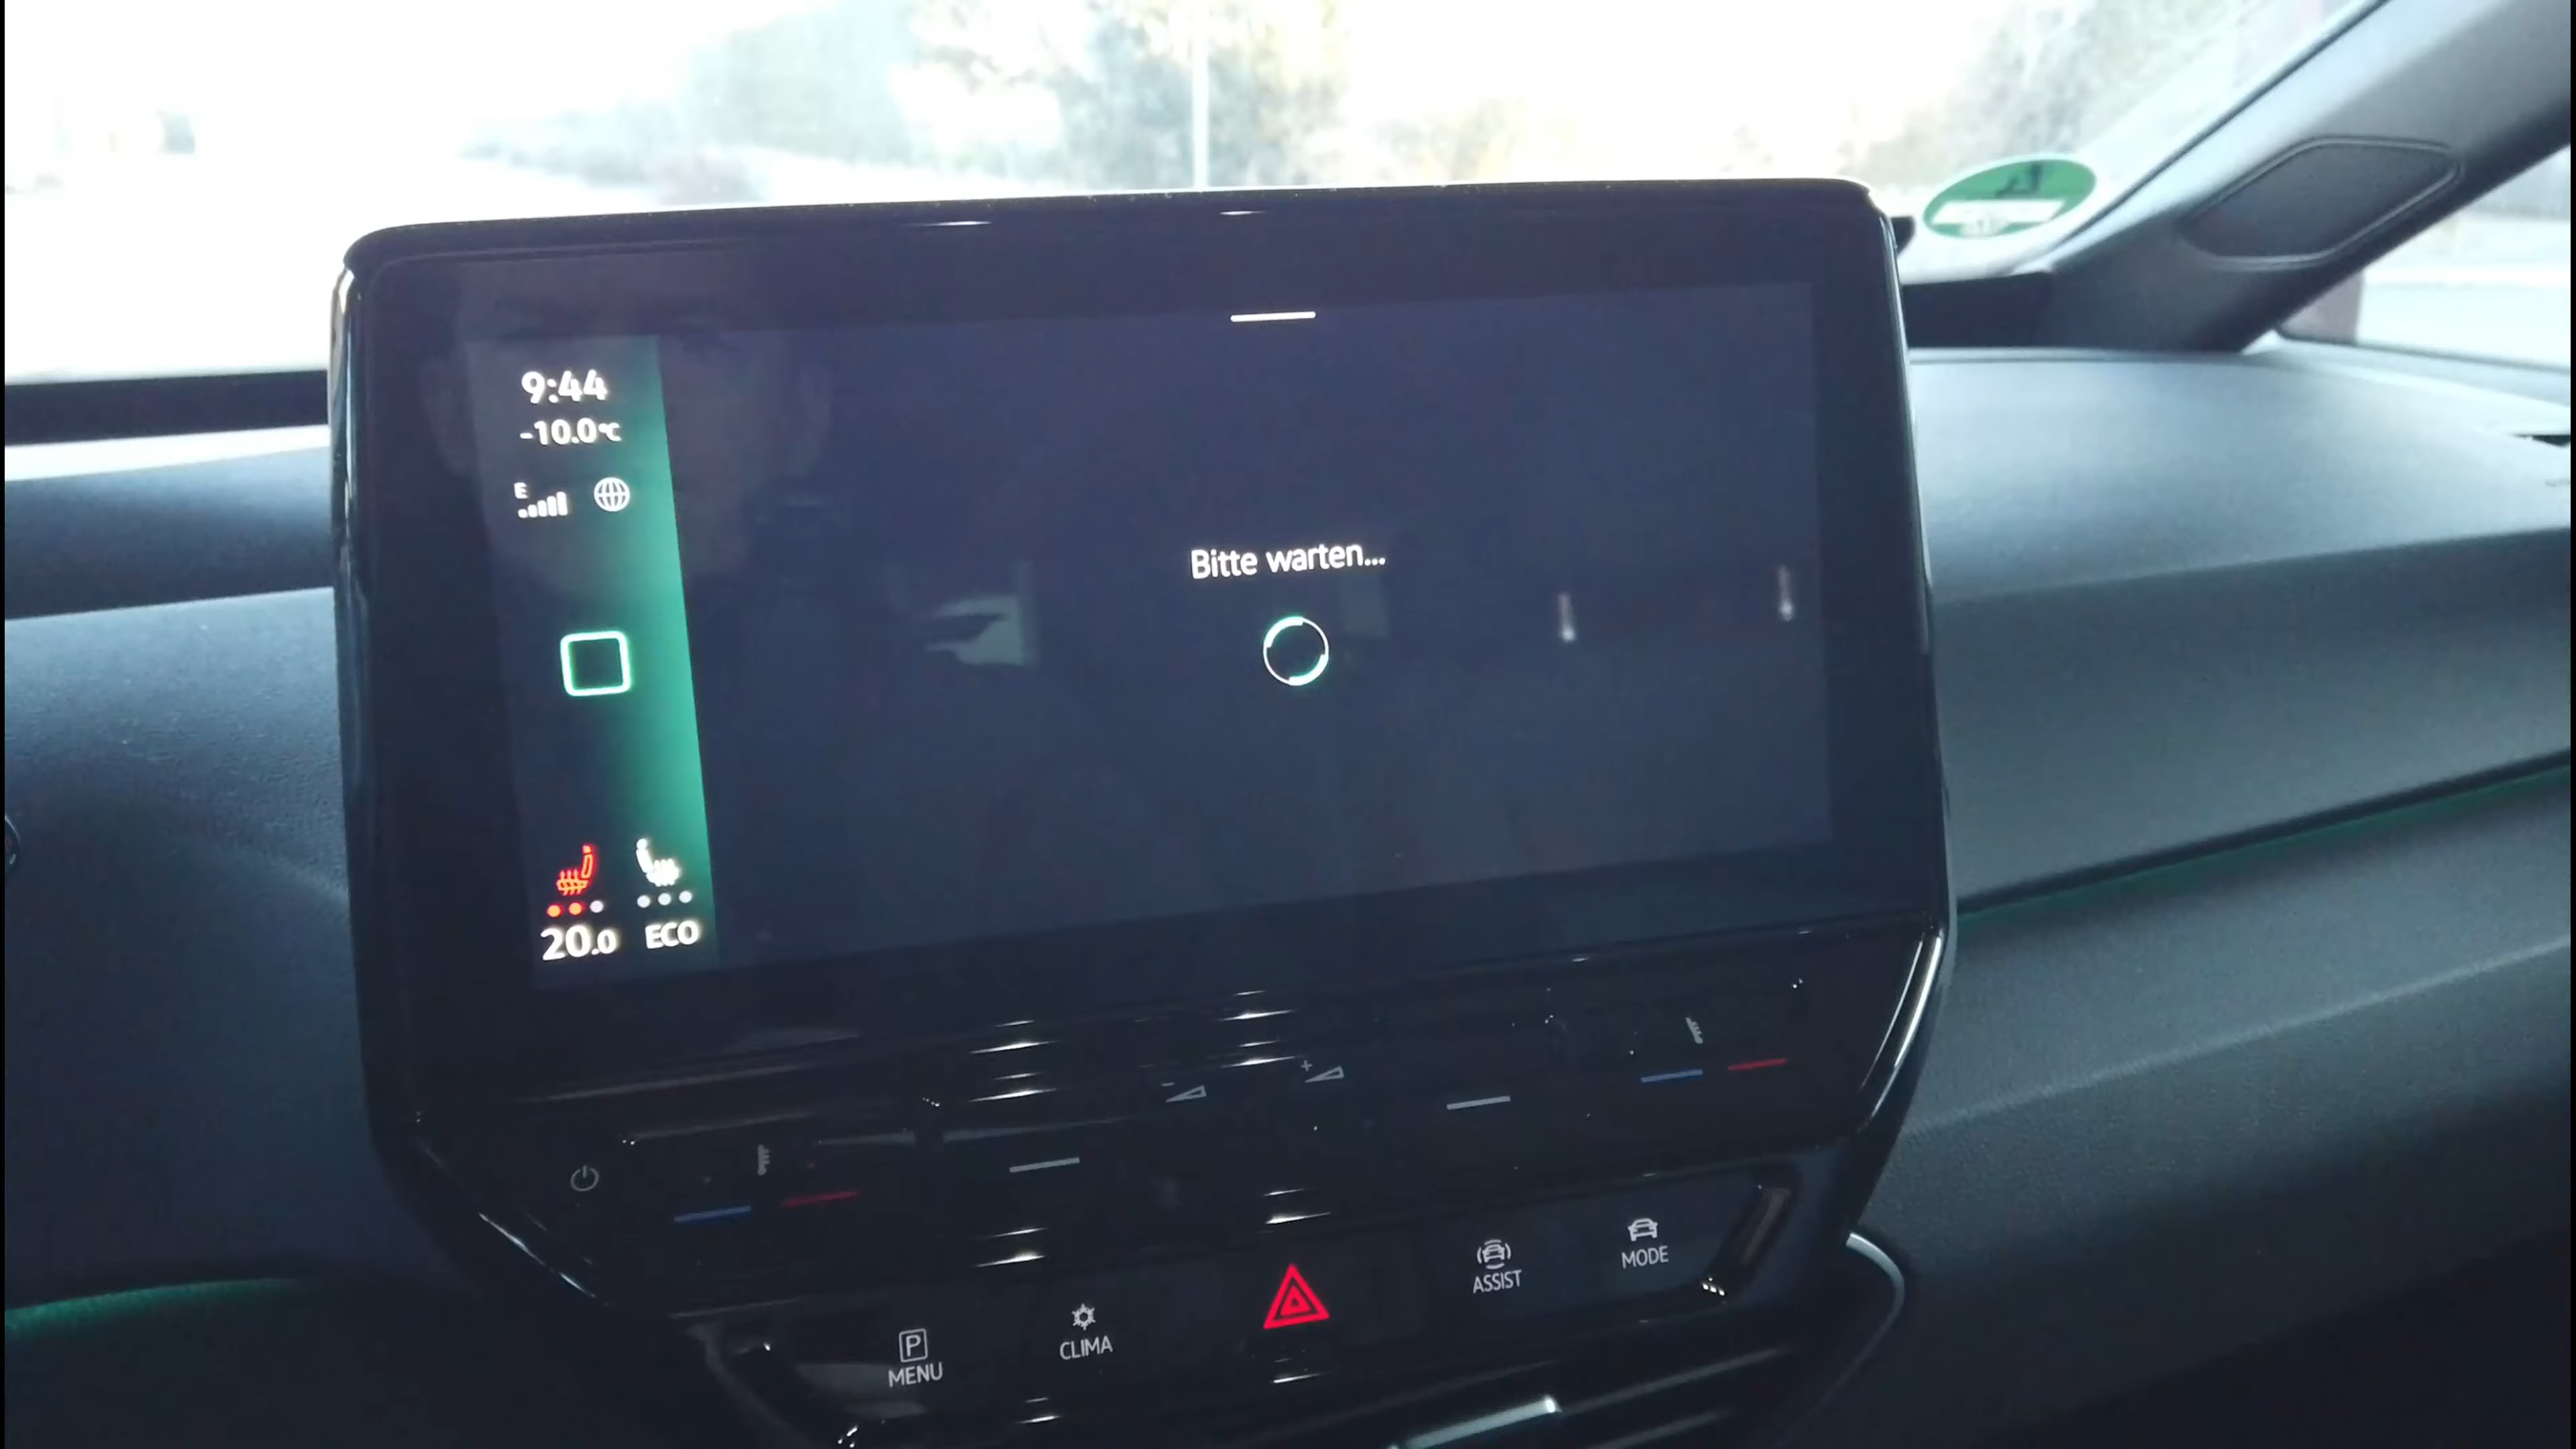 9:44
-10.0°C
E
Bitte warten...
20.0 ECO
P
MENU
CLIMA
ASSIST
MODE